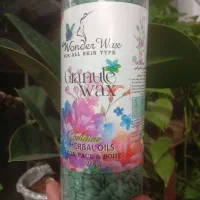 Wonder Wax
FOR ALL SKIN TYPE
Granule
wax
HERBAL OILS
FACE & BODY